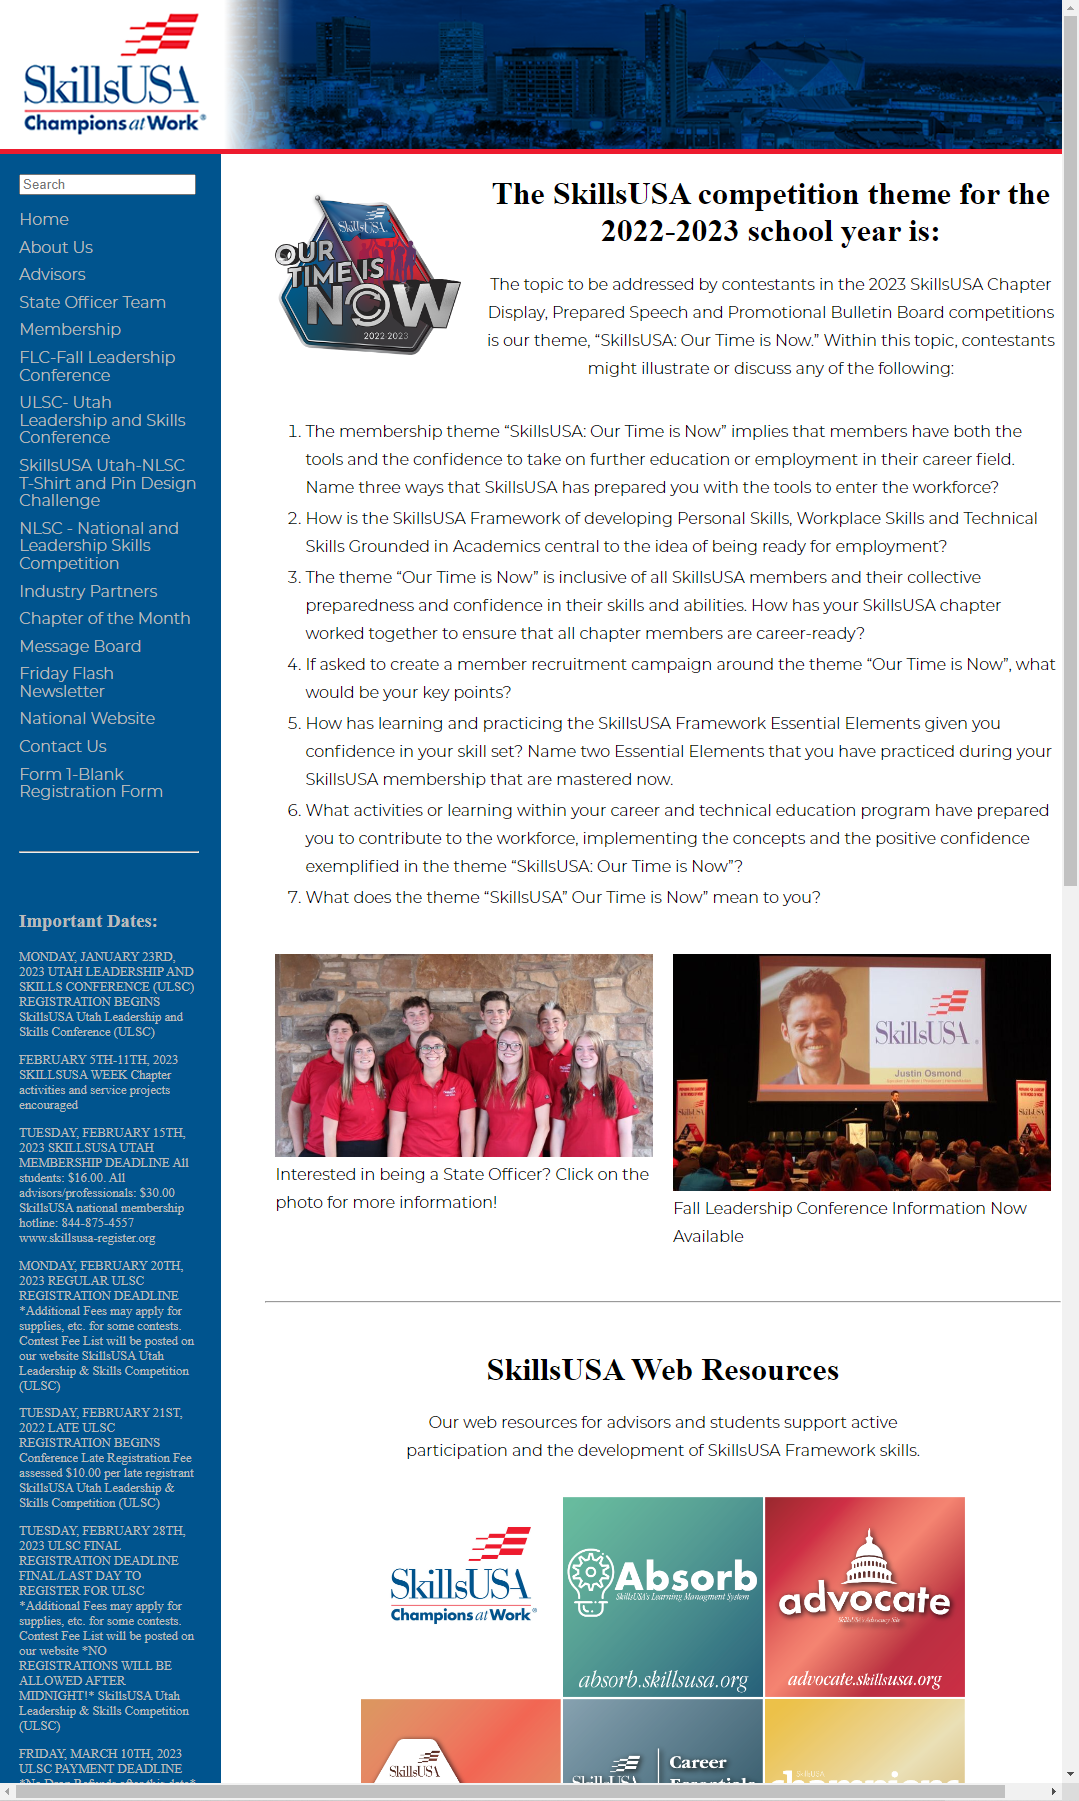 SkillsUSA
Champions at Work®
Search
Home
About Us
Advisors
State Officer Team
Membership
FLC-Fall Leadership
Conference
ULSC- Utah
Leadership and Skills
Conference
SkillsUSA Utah-NLSC
T-Shirt and Pin Design
Challenge
NLSC - National and
Leadership Skills
Competition
Industry Partners
Chapter of the Month
Message Board
Friday Flash
Newsletter
National Website
Contact Us
Form 1-Blank
Registration Form
Important Dates:
MONDAY, JANUARY 23RD,
2023 UTAH LEADERSHIP AND
SKILLS CONFERENCE (ULSC)
REGISTRATION BEGINS
SkillsUSA Utah Leadership and
Skills Conference (ULSC)
FEBRUARY 5TH-11TH, 2023
SKILLSUSA WEEK Chapter
activities and service projects
encouraged
TUESDAY, FEBRUARY 15TH,
2023 SKILLSUSA UTAH
MEMBERSHIP DEADLINE All
students: $16.00. All
advisors/professionals: $30.00
SkillsUSA national membership
hotline: 844-875-4557
www.skillsusa-register.org
MONDAY, FEBRUARY 20TH,
2023 REGULAR ULSC
REGISTRATION DEADLINE
*Additional Fees may apply for
supplies, etc. for some contests.
Contest Fee List will be posted on
our website SkillsUSA Utah
Leadership & Skills Competition
(ULSC)
TUESDAY, FEBRUARY 21ST,
2022 LATE ULSC
REGISTRATION BEGINS
Conference Late Registration Fee
assessed $10.00 per late registrant
SkillsUSA Utah Leadership &
Skills Competition (ULSC)
TUESDAY, FEBRUARY 28TH,
2023 ULSC FINAL
REGISTRATION DEADLINE
FINAL/LAST DAY TO
REGISTER FOR ULSC
*Additional Fees may apply for
supplies, etc. for some contests.
Contest Fee List will be posted on
our website *NO
REGISTRATIONS WILL BE
ALLOWED AFTER
MIDNIGHT!* SkillsUSA Utah
Leadership & Skills Competition
(ULSC)
FRIDAY, MARCH 10TH, 2023
ULSC PAYMENT DEADLINE
*No Drop Refunds after this date*
SkillsUSA
OUR
TIME IS
NOW
2022-2023
The SkillsUSA competition theme for the
2022-2023 school year is:
The topic to be addressed by contestants in the 2023 SkillsUSA Chapter
Display, Prepared Speech and Promotional Bulletin Board competitions
is our theme, “SkillsUSA: Our Time is Now.” Within this topic, contestants
might illustrate or discuss any of the following:
1. The membership theme “SkillsUSA: Our Time is Now” implies that members have both the
tools and the confidence to take on further education or employment in their career field.
Name three ways that SkillsUSA has prepared you with the tools to enter the workforce?
2. How is the SkillsUSA Framework of developing Personal Skills, Workplace Skills and Technical
Skills Grounded in Academics central to the idea of being ready for employment?
3. The theme “Our Time is Now” is inclusive of all SkillsUSA members and their collective
preparedness and confidence in their skills and abilities. How has your SkillsUSA chapter
worked together to ensure that all chapter members are career-ready?
4. If asked to create a member recruitment campaign around the theme “Our Time is Now”, what
would be your key points?
5. How has learning and practicing the SkillsUSA Framework Essential Elements given you
confidence in your skill set? Name two Essential Elements that you have practiced during your
SkillsUSA membership that are mastered now.
6. What activities or learning within your career and technical education program have prepared
you to contribute to the workforce, implementing the concepts and the positive confidence
exemplified in the theme “SkillsUSA: Our Time is Now”?
7. What does the theme “SkillsUSA” Our Time is Now” mean to you?
SkillsUSA
Justin Osmond
Interested in being a State Officer? Click on the
photo for more information!
Fall Leadership Conference Information Now
Available
SkillsUSA Web Resources
Our web resources for advisors and students support active
participation and the development of SkillsUSA Framework skills.
SkillsUSA
Champions at Work®
Absorb
SkillsUSA's Learning Managment System
absorb.skillsusa.org
advocate
SkillsUSA's Advocacy Site
advocate.skillsusa.org
SkillsUSA
SkillsUSA
Career
Essentials
SkillsUSA
champions